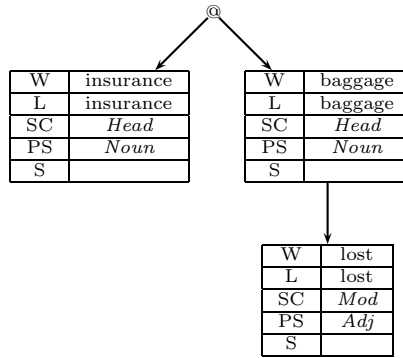 @
W insurance
L insurance
SC Head
PS Noun
S
W baggage
L baggage
SC Head
PS Noun
S
W lost
L lost
SC Mod
PS Adj
S